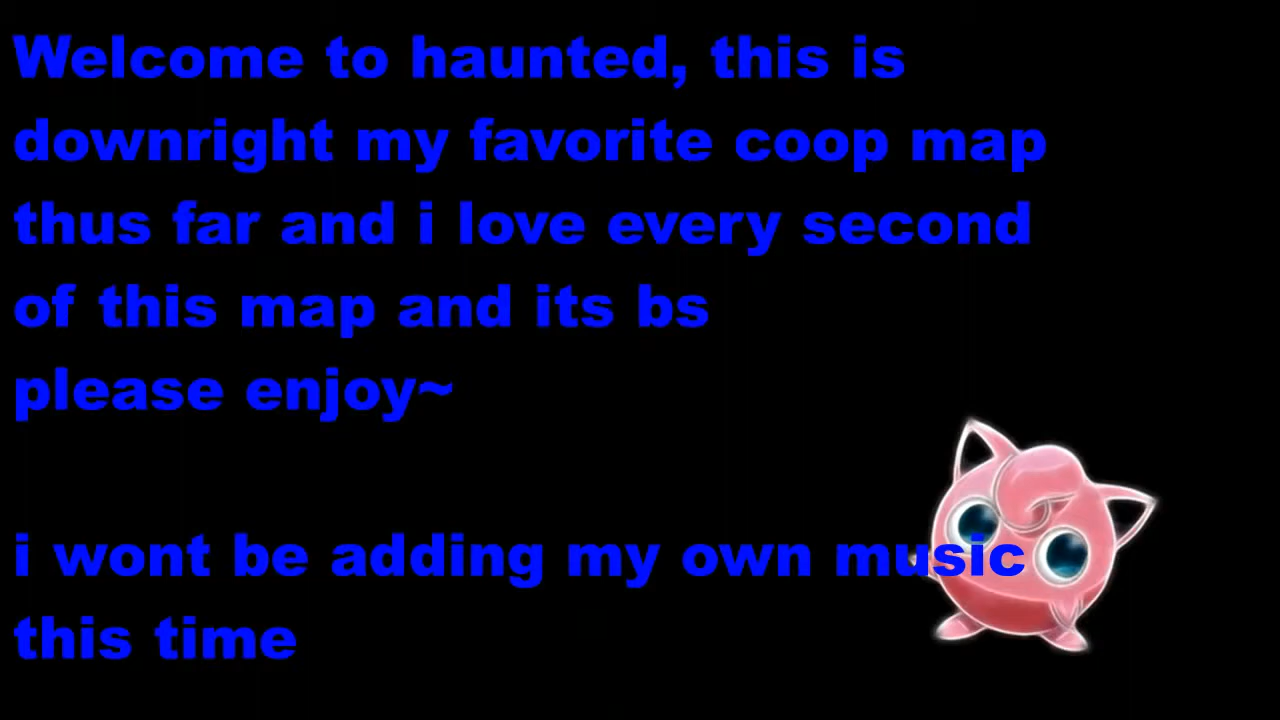 Welcome to haunted, this is
downright my favorite coop map
thus far and i love every second
of this map and its bs
please enjoy~
i wont be adding my own music
this time